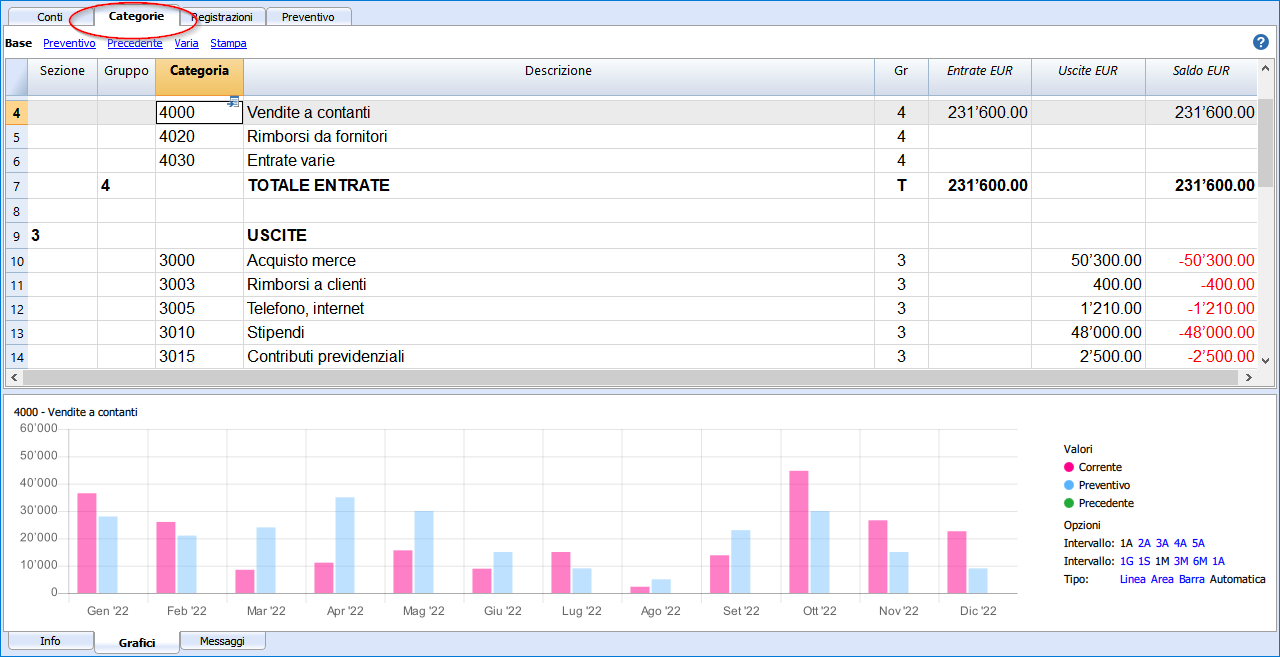 Conti Categorie Registrazioni Preventivo
Base Preventivo Precedente Varia Stampa ?
Sezione Gruppo Categoria Descrizione Gr Entrate EUR Uscite EUR Saldo EUR
4 4000 Vendite a contanti 4 231’600.00 231’600.00
5 4020 Rimborsi da fornitori 4
6 4030 Entrate varie 4
7 4 TOTALE ENTRATE T 231’600.00 231’600.00
8
9 3 USCITE
10 3000 Acquisto merce 3 50’300.00 -50’300.00
11 3003 Rimborsi a clienti 3 400.00 -400.00
12 3005 Telefono, internet 3 1’210.00 -1’210.00
13 3010 Stipendi 3 48’000.00 -48’000.00
14 3015 Contributi previdenziali 3 2’500.00 -2’500.00
4000 - Vendite a contanti
60’000
50’000
40’000
30’000
20’000
10’000
0
Gen '22 Feb '22 Mar '22 Apr '22 Mag '22 Giu '22 Lug '22 Ago '22 Set '22 Ott '22 Nov '22 Dic '22
Valori
Corrente
Preventivo
Precedente
Opzioni
Intervallo: 1A 2A 3A 4A 5A
Intervallo: 1G 1S 1M 3M 6M 1A
Tipo: Linea Area Barra Automatica
Info Grafici Messaggi